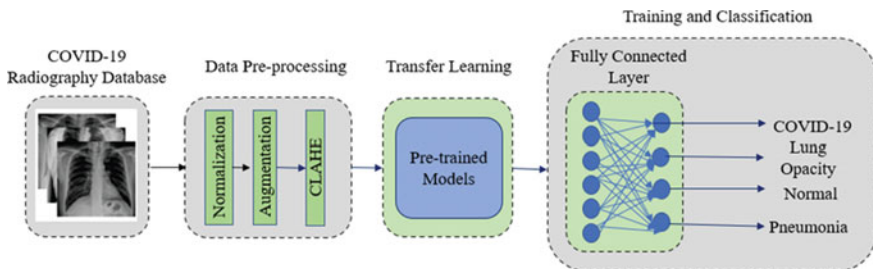 Training and Classification
COVID-19
Radiography Database
Data Pre-processing
Transfer Learning
Fully Connected
Layer
Normalization
Augmentation
CLAHE
Pre-trained
Models
COVID-19
Lung
Opacity
Normal
Pneumonia